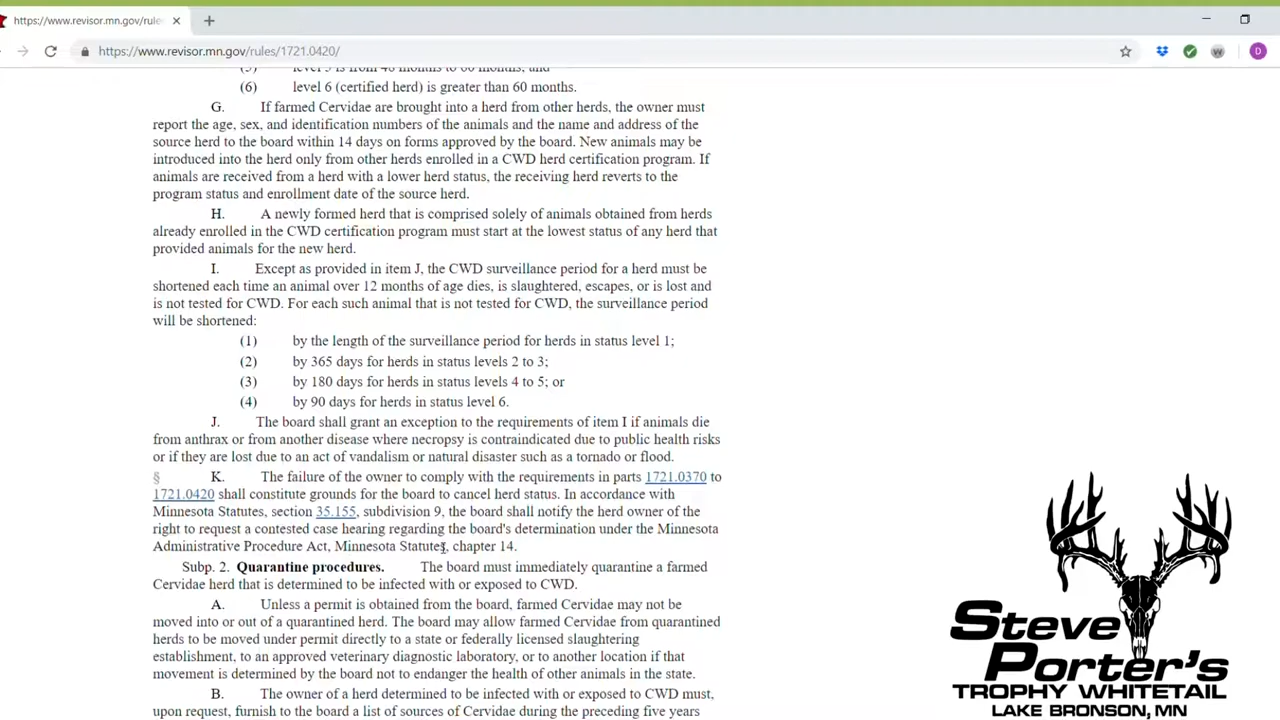 https://www.revisor.mn.gov/rule
https://www.revisor.mn.gov/rules/1721.0420/
D
(5) level 5 is from 48 months to 60 months; and
(6) level 6 (certified herd) is greater than 60 months.
G. If farmed Cervidae are brought into a herd from other herds, the owner must
report the age, sex, and identification numbers of the animals and the name and address of the
source herd to the board within 14 days on forms approved by the board. New animals may be
introduced into the herd only from other herds enrolled in a CWD herd certification program. If
animals are received from a herd with a lower herd status, the receiving herd reverts to the
program status and enrollment date of the source herd.
H. A newly formed herd that is comprised solely of animals obtained from herds
already enrolled in the CWD certification program must start at the lowest status of any herd that
provided animals for the new herd.
I. Except as provided in item J, the CWD surveillance period for a herd must be
shortened each time an animal over 12 months of age dies, is slaughtered, escapes, or is lost and
is not tested for CWD. For each such animal that is not tested for CWD, the surveillance period
will be shortened:
(1) by the length of the surveillance period for herds in status level 1;
(2) by 365 days for herds in status levels 2 to 3;
(3) by 180 days for herds in status levels 4 to 5; or
(4) by 90 days for herds in status level 6.
J. The board shall grant an exception to the requirements of item I if animals die
from anthrax or from another disease where necropsy is contraindicated due to public health risks
or if they are lost due to an act of vandalism or natural disaster such as a tornado or flood.
§ K. The failure of the owner to comply with the requirements in parts 1721.0370 to
1721.0420 shall constitute grounds for the board to cancel herd status. In accordance with
Minnesota Statutes, section 35.155, subdivision 9, the board shall notify the herd owner of the
right to request a contested case hearing regarding the board's determination under the Minnesota
Administrative Procedure Act, Minnesota Statutes, chapter 14.
Subp. 2. Quarantine procedures. The board must immediately quarantine a farmed
Cervidae herd that is determined to be infected with or exposed to CWD.
A. Unless a permit is obtained from the board, farmed Cervidae may not be
moved into or out of a quarantined herd. The board may allow farmed Cervidae from quarantined
herds to be moved under permit directly to a state or federally licensed slaughtering
establishment, to an approved veterinary diagnostic laboratory, or to another location if that
movement is determined by the board not to endanger the health of other animals in the state.
B. The owner of a herd determined to be infected with or exposed to CWD must,
upon request, furnish to the board a list of sources of Cervidae during the preceding five years
Steve
Porter's
TROPHY WHITETAIL
LAKE BRONSON, MN